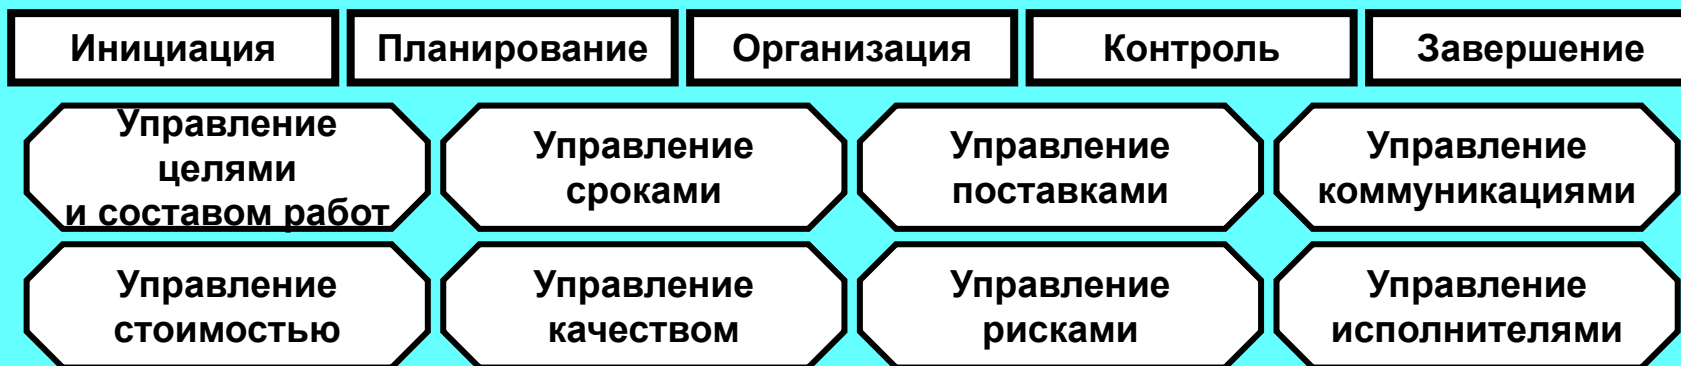 Инициация
Планирование
Организация
Контроль
Завершение
Управление
целями
и составом работ
Управление
сроками
Управление
поставками
Управление
коммуникациями
Управление
стоимостью
Управление
качеством
Управление
рисками
Управление
исполнителями